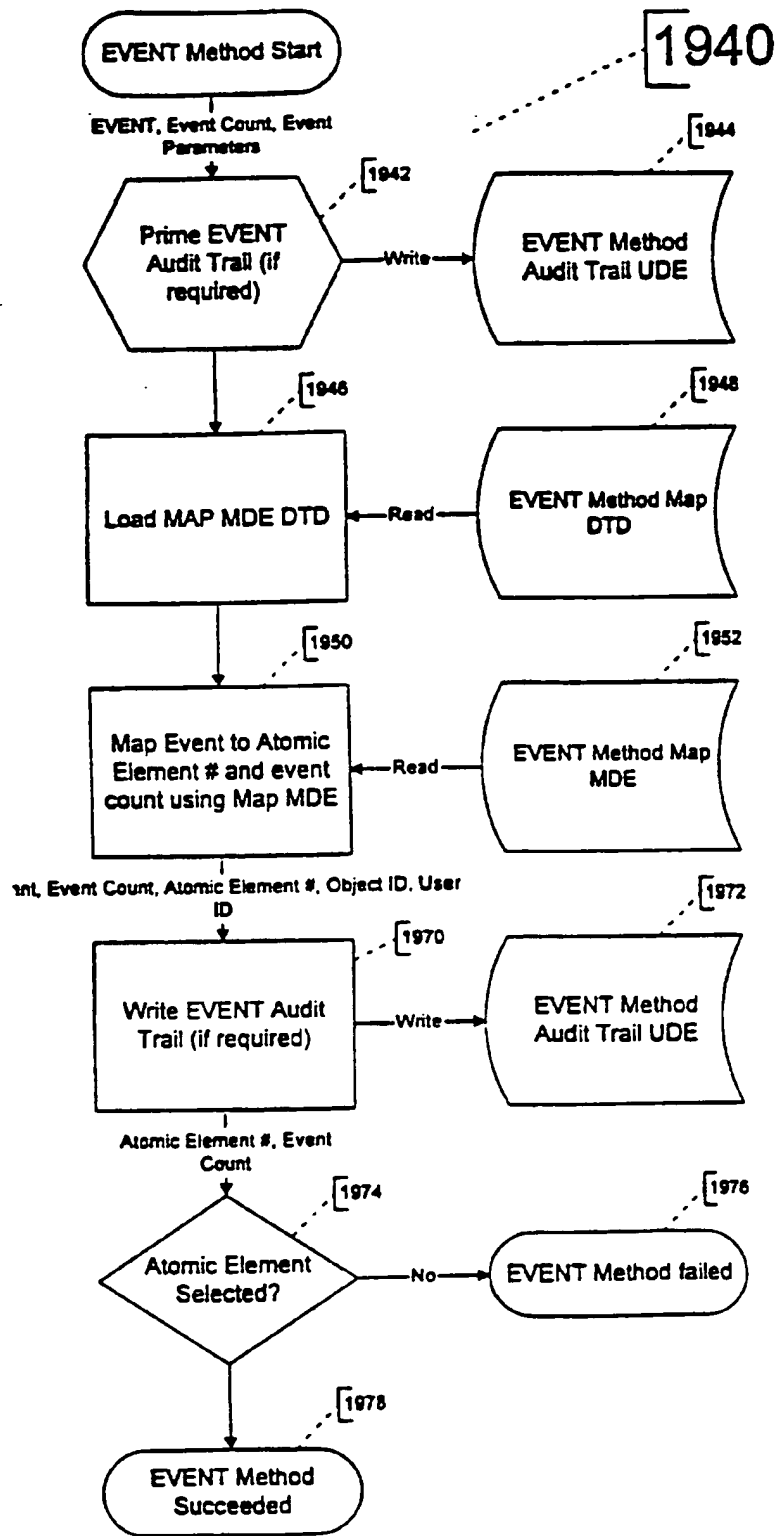 EVENT Method Start
1940
EVENT, Event Count, Event
Parameters
1942
1944
Prime EVENT
Audit Trail (if
required)
Write
EVENT Method
Audit Trail UDE
1946
1948
Load MAP MDE DTD
Read
EVENT Method Map
DTD
1950
1952
Map Event to Atomic
Element # and event
count using Map MDE
Read
EVENT Method Map
MDE
Event Count, Atomic Element #, Object ID, User
ID
1970
1972
Write EVENT Audit
Trail (if required)
Write
EVENT Method
Audit Trail UDE
Atomic Element #, Event
Count
1974
1976
Atomic Element
Selected?
No
EVENT Method failed
1978
EVENT Method
Succeeded